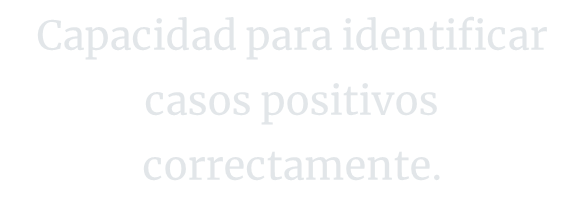 Capacidad para identificar
casos positivos
correctamente.